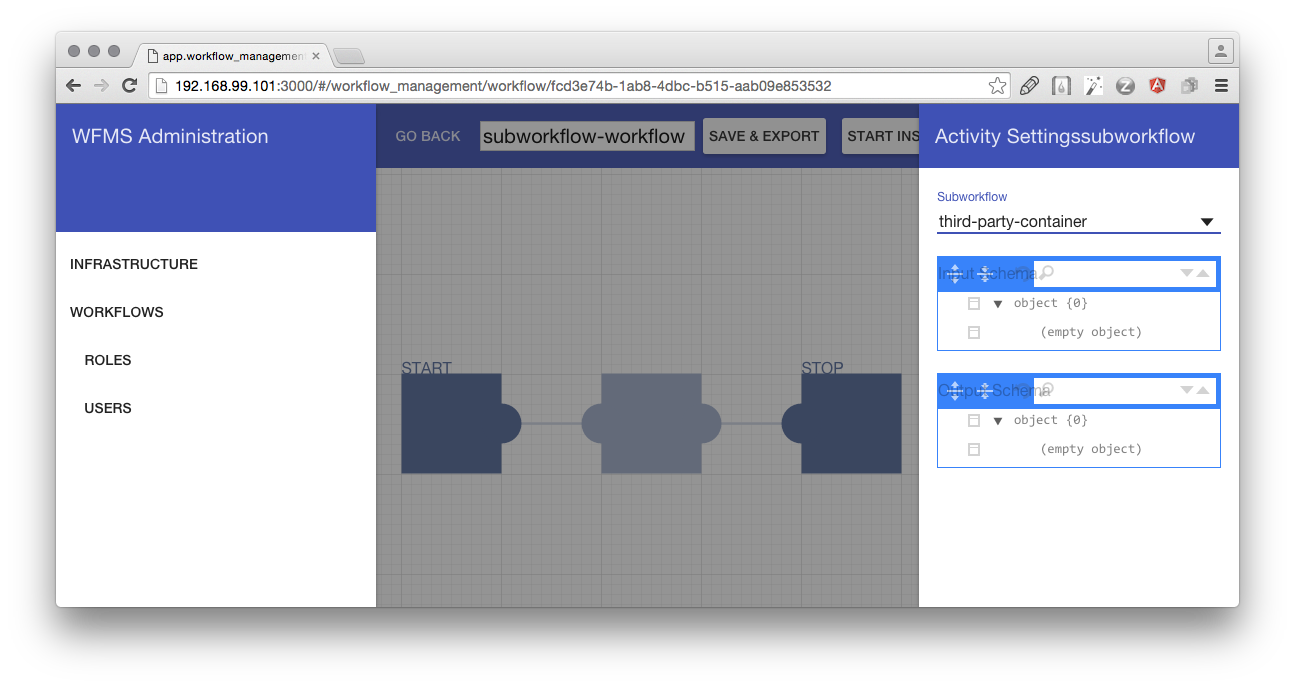 app.workflow_managemen
192.168.99.101:3000/#/workflow_management/workflow/fcd3e74b-1ab8-4dbc-b515-aab09e853532
WFMS Administration
INFRASTRUCTURE
WORKFLOWS
ROLES
USERS
GO BACK
subworkflow-workflow
SAVE & EXPORT
START INS
START
STOP
Activity Settingssubworkflow
Subworkflow
third-party-container
Input Schema
object {0}
(empty object)
Output Schema
object {0}
(empty object)